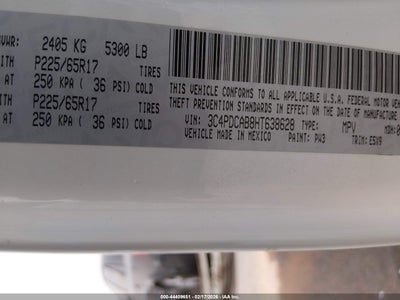 GVWR: 2405 KG 5300 LB
WITH P225/65R17 TIRES
AT 250 KPA ( 36 PSI) COLD
WITH P225/65R17 TIRES
AT 250 KPA ( 36 PSI) COLD
THIS VEHICLE CONFORMS TO ALL APPLICABLE U.S.A. FEDERAL MOTOR
THEFT PREVENTION STANDARDS IN EFFECT ON THE DATE OF
VIN: 3C4PDCAB8HT638628 TYPE: MPV MDH:
VEHICLE MADE IN MEXICO PAINT: PW3 TRIM: E5X9
000-44409651 - 02/17/2026 - IAA Inc.